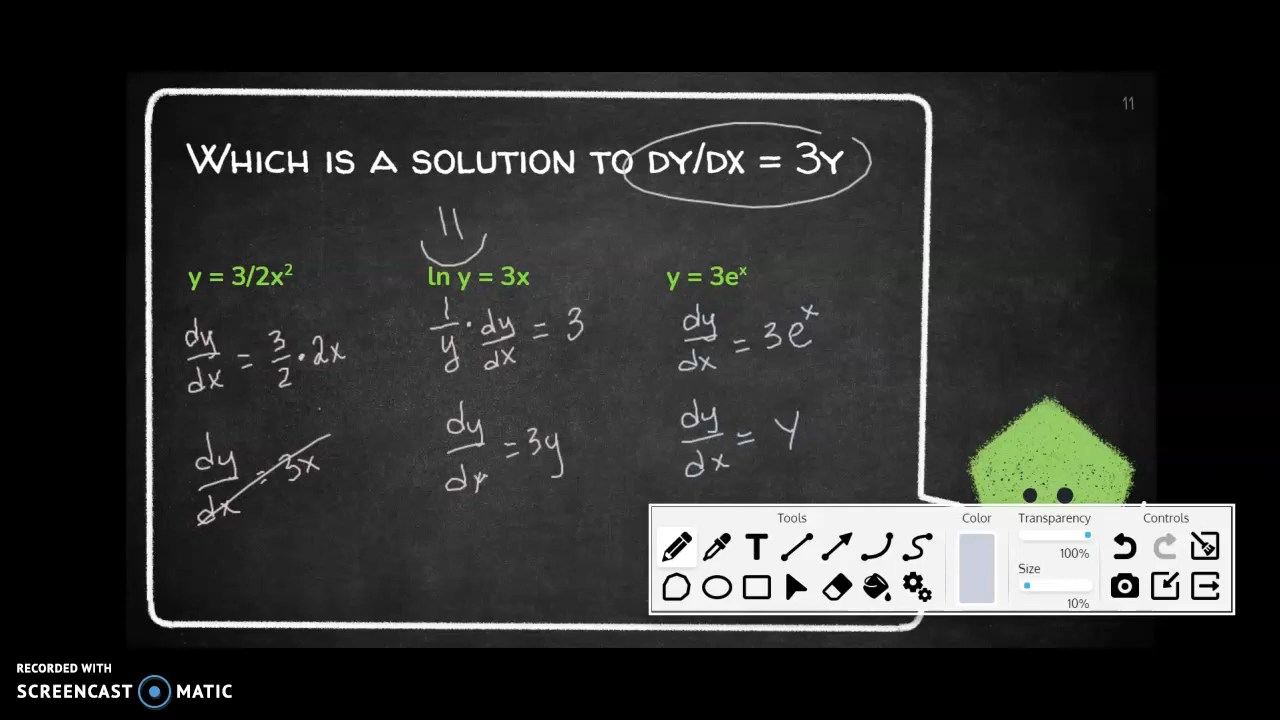 11
WHICH IS A SOLUTION TO DY/DX = 3Y
y = 3/2x²
dy/dx = 3/2 · 2x
dy/dx = 3x
ln y = 3x
1/y · dy/dx = 3
dy/dx = 3y
y = 3eˣ
dy/dx = 3eˣ
dy/dx = y
Tools
T
Color
Transparency
100%
Size
10%
Controls
RECORDED WITH
SCREENCAST MATIC